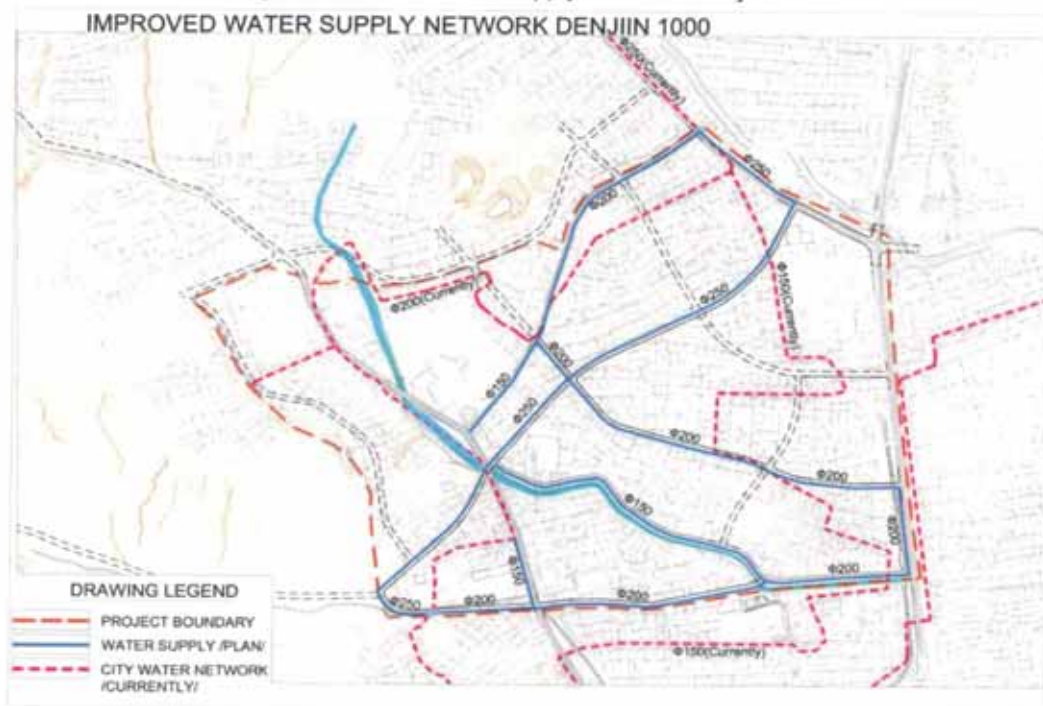 IMPROVED WATER SUPPLY NETWORK DENJIIN 1000
Φ250(Currently)
Φ250
Φ200
Φ150(Currently)
Φ200(Currently)
Φ250
Φ200
Φ150
Φ250
Φ200
Φ200
Φ150
Φ200
Φ150
Φ200
Φ250
Φ200
Φ200
Φ150(Currently)
DRAWING LEGEND
PROJECT BOUNDARY
WATER SUPPLY /PLAN/
CITY WATER NETWORK
/CURRENTLY/